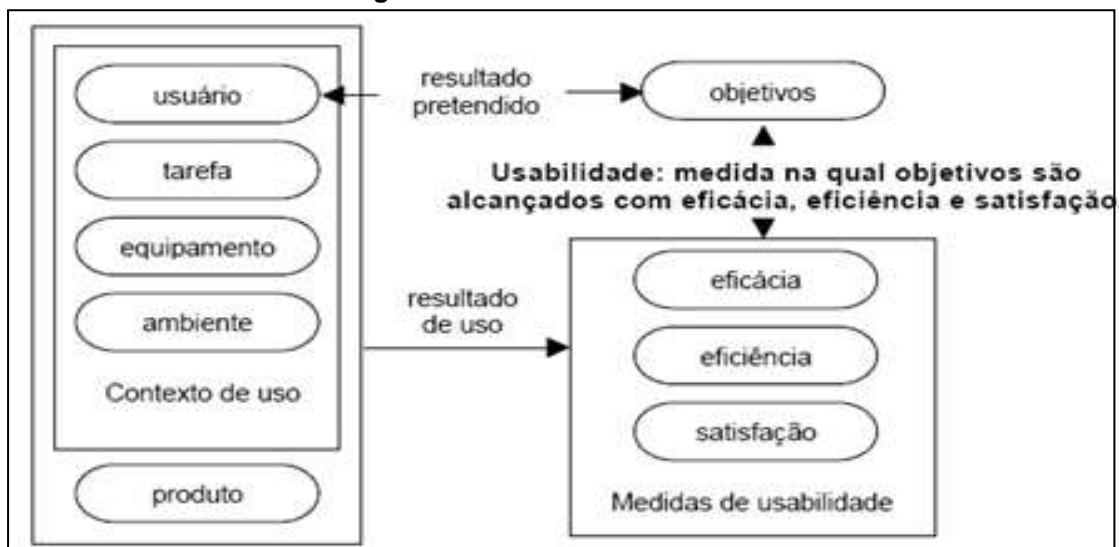 usuário
tarefa
equipamento
ambiente
Contexto de uso
produto
resultado
pretendido
objetivos
Usabilidade: medida na qual objetivos são
alcançados com eficácia, eficiência e satisfação
resultado
de uso
eficácia
eficiência
satisfação
Medidas de usabilidade